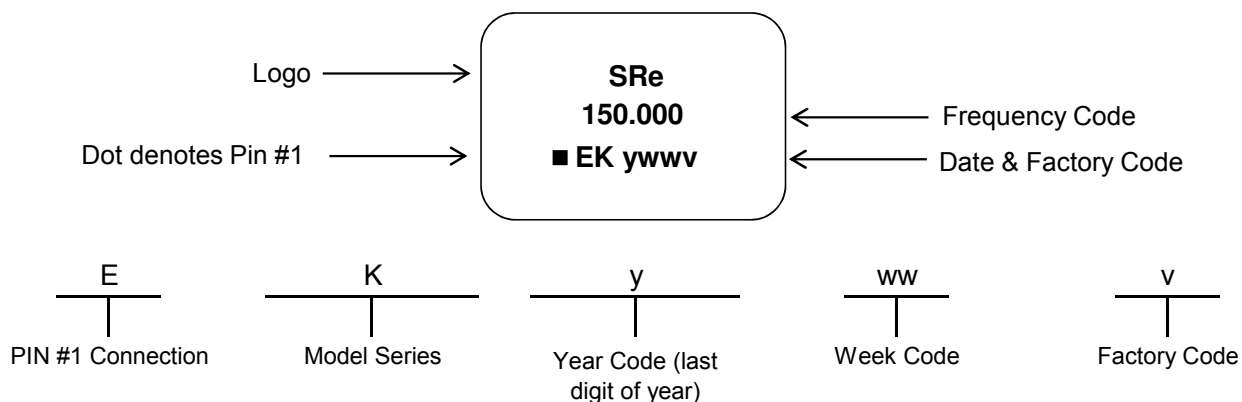 Logo
SRe
150.000
Frequency Code
Dot denotes Pin #1
■ EK ywwv
Date & Factory Code
E K y ww v
PIN #1 Connection Model Series Year Code (last Week Code Factory Code
digit of year)